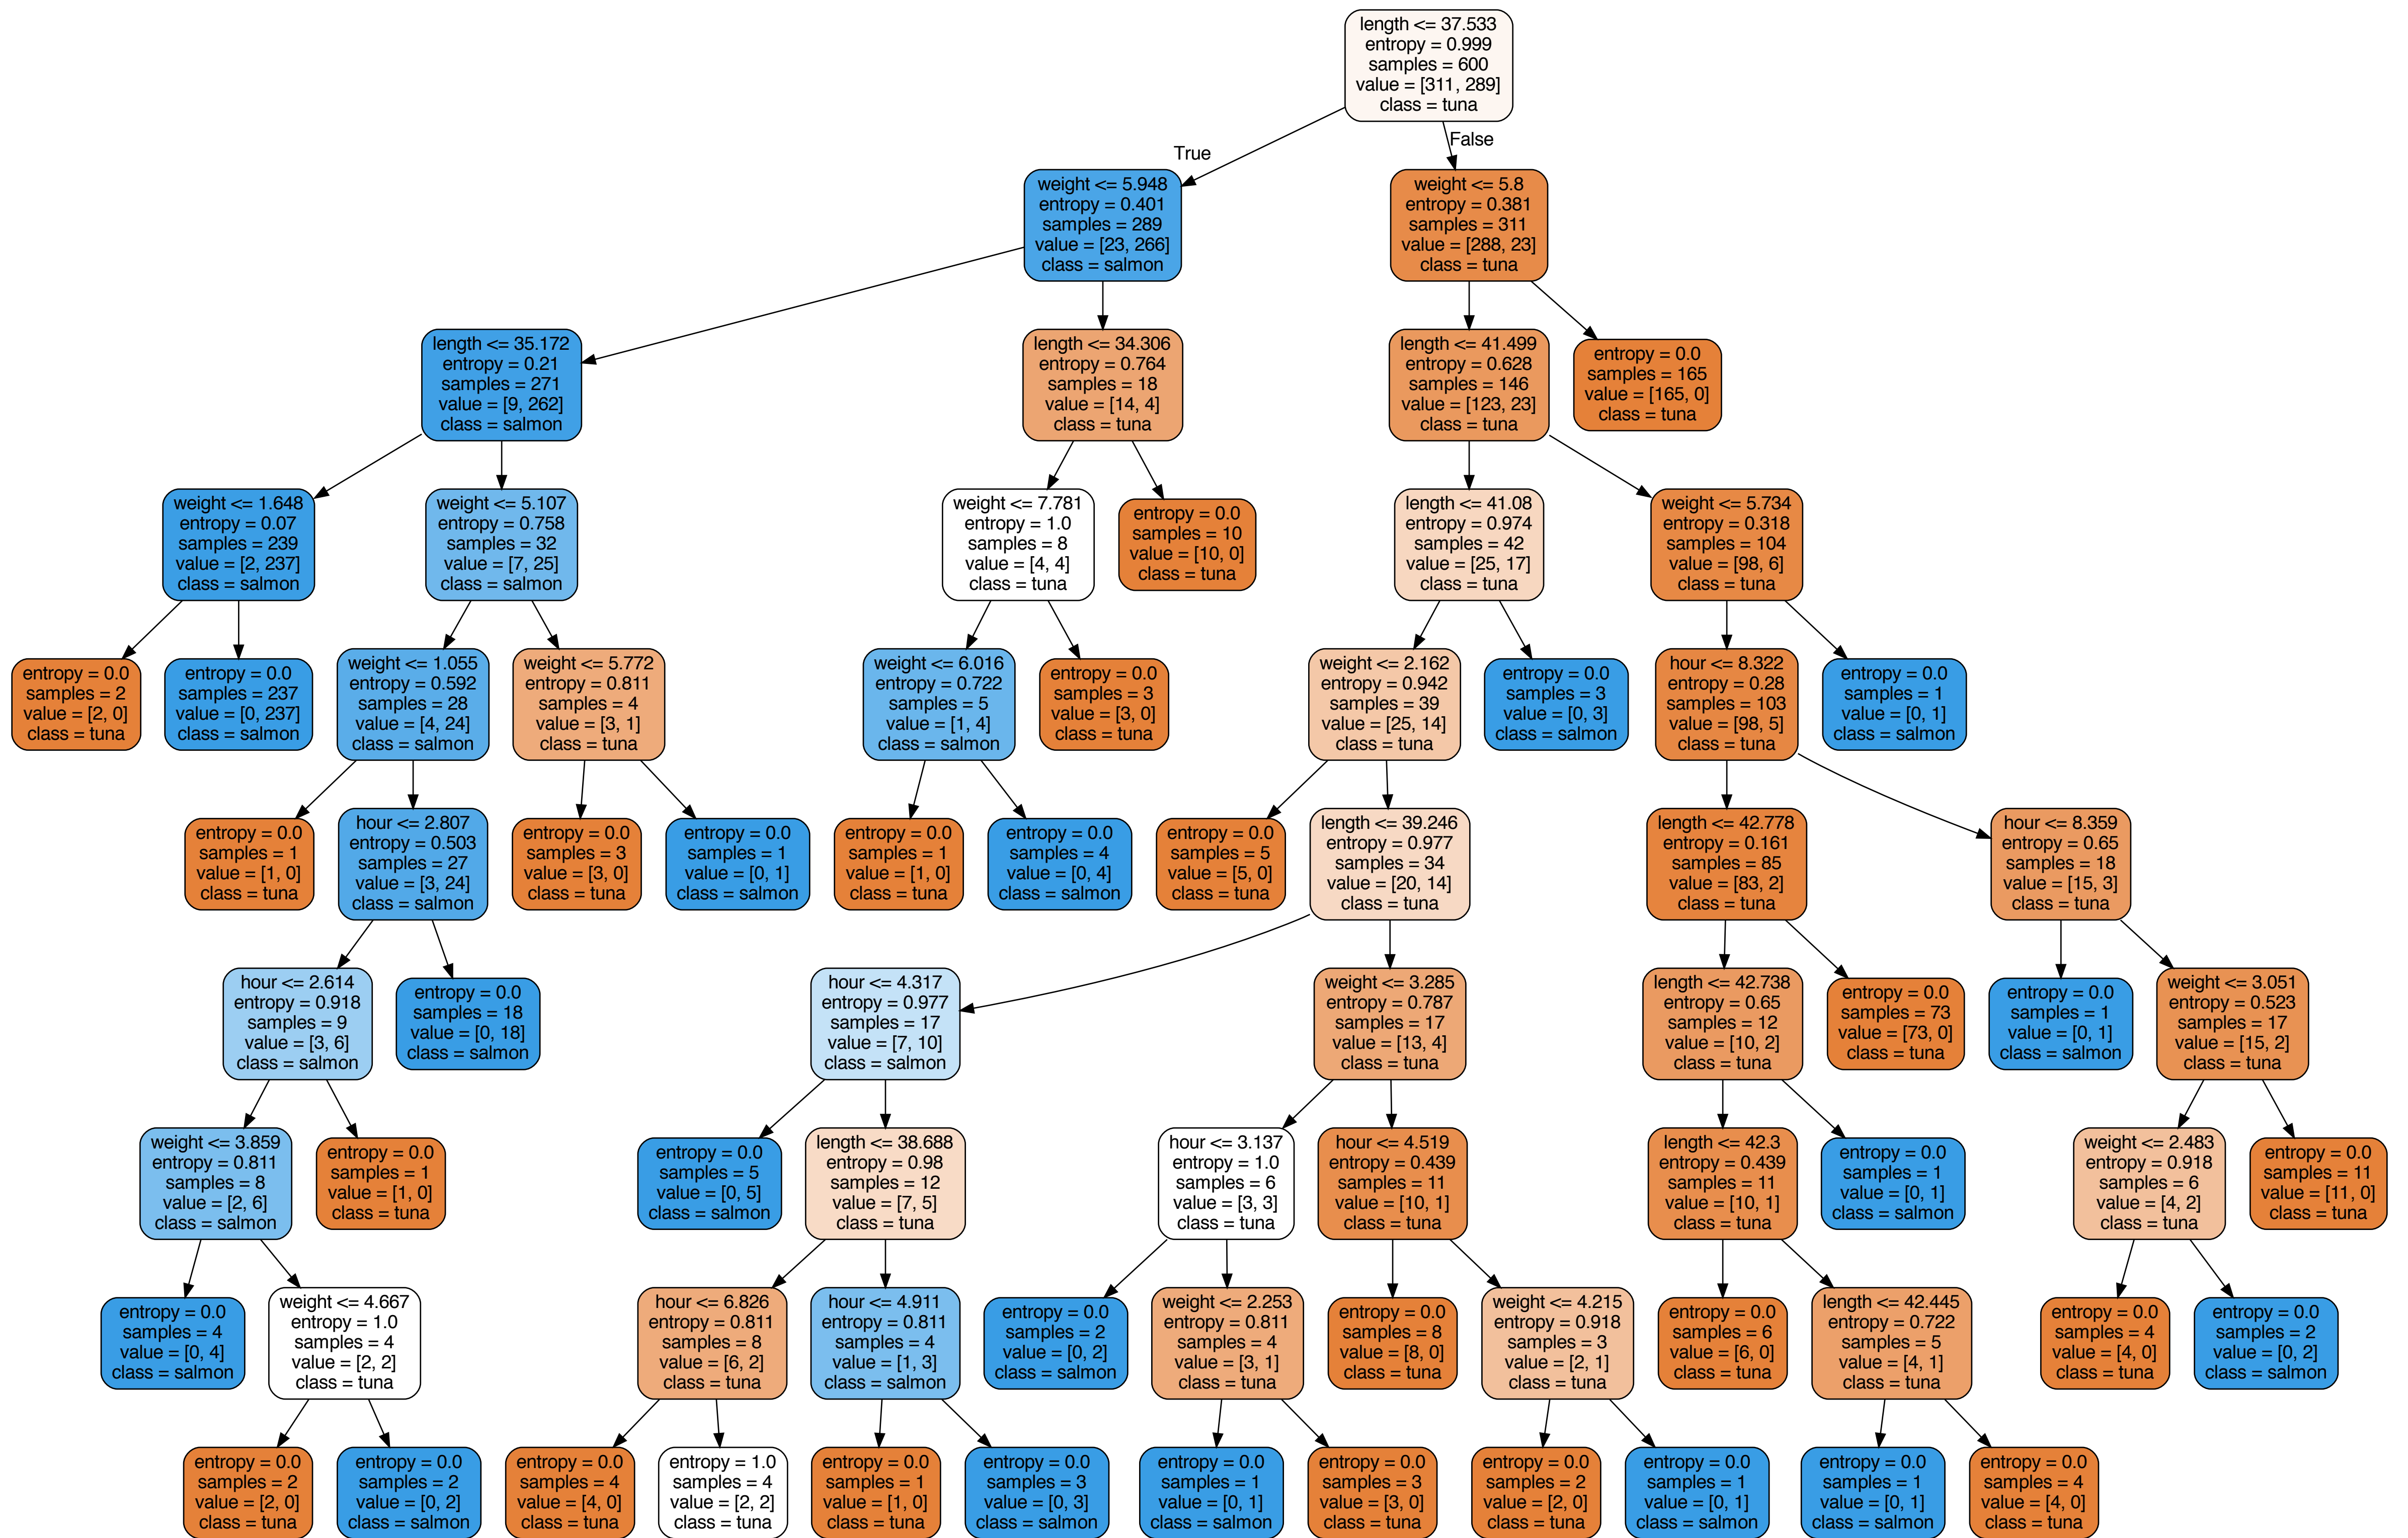 length <= 37.533
entropy = 0.999
samples = 600
value = [311, 289]
class = tuna
True
False
weight <= 5.948
entropy = 0.401
samples = 289
value = [23, 266]
class = salmon
weight <= 5.8
entropy = 0.381
samples = 311
value = [288, 23]
class = tuna
length <= 35.172
entropy = 0.21
samples = 271
value = [9, 262]
class = salmon
length <= 34.306
entropy = 0.764
samples = 18
value = [14, 4]
class = tuna
length <= 41.499
entropy = 0.628
samples = 146
value = [123, 23]
class = tuna
entropy = 0.0
samples = 165
value = [165, 0]
class = tuna
weight <= 1.648
entropy = 0.07
samples = 239
value = [2, 237]
class = salmon
weight <= 5.107
entropy = 0.758
samples = 32
value = [7, 25]
class = salmon
weight <= 7.781
entropy = 1.0
samples = 8
value = [4, 4]
class = tuna
entropy = 0.0
samples = 10
value = [10, 0]
class = tuna
length <= 41.08
entropy = 0.974
samples = 42
value = [25, 17]
class = tuna
weight <= 5.734
entropy = 0.318
samples = 104
value = [98, 6]
class = tuna
entropy = 0.0
samples = 2
value = [2, 0]
class = tuna
entropy = 0.0
samples = 237
value = [0, 237]
class = salmon
weight <= 1.055
entropy = 0.592
samples = 28
value = [4, 24]
class = salmon
weight <= 5.772
entropy = 0.811
samples = 4
value = [3, 1]
class = tuna
weight <= 6.016
entropy = 0.722
samples = 5
value = [1, 4]
class = salmon
entropy = 0.0
samples = 3
value = [3, 0]
class = tuna
weight <= 2.162
entropy = 0.942
samples = 39
value = [25, 14]
class = tuna
entropy = 0.0
samples = 3
value = [0, 3]
class = salmon
hour <= 8.322
entropy = 0.28
samples = 103
value = [98, 5]
class = tuna
entropy = 0.0
samples = 1
value = [0, 1]
class = salmon
entropy = 0.0
samples = 1
value = [1, 0]
class = tuna
hour <= 2.807
entropy = 0.503
samples = 27
value = [3, 24]
class = salmon
entropy = 0.0
samples = 3
value = [3, 0]
class = tuna
entropy = 0.0
samples = 1
value = [0, 1]
class = salmon
entropy = 0.0
samples = 1
value = [1, 0]
class = tuna
entropy = 0.0
samples = 4
value = [0, 4]
class = salmon
entropy = 0.0
samples = 5
value = [5, 0]
class = tuna
length <= 39.246
entropy = 0.977
samples = 34
value = [20, 14]
class = tuna
length <= 42.778
entropy = 0.161
samples = 85
value = [83, 2]
class = tuna
hour <= 8.359
entropy = 0.65
samples = 18
value = [15, 3]
class = tuna
hour <= 2.614
entropy = 0.918
samples = 9
value = [3, 6]
class = salmon
entropy = 0.0
samples = 18
value = [0, 18]
class = salmon
hour <= 4.317
entropy = 0.977
samples = 17
value = [7, 10]
class = salmon
weight <= 3.285
entropy = 0.787
samples = 17
value = [13, 4]
class = tuna
length <= 42.738
entropy = 0.65
samples = 12
value = [10, 2]
class = tuna
entropy = 0.0
samples = 73
value = [73, 0]
class = tuna
entropy = 0.0
samples = 1
value = [0, 1]
class = salmon
weight <= 3.051
entropy = 0.523
samples = 17
value = [15, 2]
class = tuna
weight <= 3.859
entropy = 0.811
samples = 8
value = [2, 6]
class = salmon
entropy = 0.0
samples = 1
value = [1, 0]
class = tuna
entropy = 0.0
samples = 5
value = [0, 5]
class = salmon
length <= 38.688
entropy = 0.98
samples = 12
value = [7, 5]
class = tuna
hour <= 3.137
entropy = 1.0
samples = 6
value = [3, 3]
class = tuna
hour <= 4.519
entropy = 0.439
samples = 11
value = [10, 1]
class = tuna
length <= 42.3
entropy = 0.439
samples = 11
value = [10, 1]
class = tuna
entropy = 0.0
samples = 1
value = [0, 1]
class = salmon
weight <= 2.483
entropy = 0.918
samples = 6
value = [4, 2]
class = tuna
entropy = 0.0
samples = 11
value = [11, 0]
class = tuna
entropy = 0.0
samples = 4
value = [0, 4]
class = salmon
weight <= 4.667
entropy = 1.0
samples = 4
value = [2, 2]
class = tuna
hour <= 6.826
entropy = 0.811
samples = 8
value = [6, 2]
class = tuna
hour <= 4.911
entropy = 0.811
samples = 4
value = [1, 3]
class = salmon
entropy = 0.0
samples = 2
value = [0, 2]
class = salmon
weight <= 2.253
entropy = 0.811
samples = 4
value = [3, 1]
class = tuna
entropy = 0.0
samples = 8
value = [8, 0]
class = tuna
weight <= 4.215
entropy = 0.918
samples = 3
value = [2, 1]
class = tuna
entropy = 0.0
samples = 6
value = [6, 0]
class = tuna
length <= 42.445
entropy = 0.722
samples = 5
value = [4, 1]
class = tuna
entropy = 0.0
samples = 4
value = [4, 0]
class = tuna
entropy = 0.0
samples = 2
value = [0, 2]
class = salmon
entropy = 0.0
samples = 2
value = [2, 0]
class = tuna
entropy = 0.0
samples = 2
value = [0, 2]
class = salmon
entropy = 0.0
samples = 4
value = [4, 0]
class = tuna
entropy = 1.0
samples = 4
value = [2, 2]
class = tuna
entropy = 0.0
samples = 1
value = [1, 0]
class = tuna
entropy = 0.0
samples = 3
value = [0, 3]
class = salmon
entropy = 0.0
samples = 1
value = [0, 1]
class = salmon
entropy = 0.0
samples = 3
value = [3, 0]
class = tuna
entropy = 0.0
samples = 2
value = [2, 0]
class = tuna
entropy = 0.0
samples = 1
value = [0, 1]
class = salmon
entropy = 0.0
samples = 1
value = [0, 1]
class = salmon
entropy = 0.0
samples = 4
value = [4, 0]
class = tuna